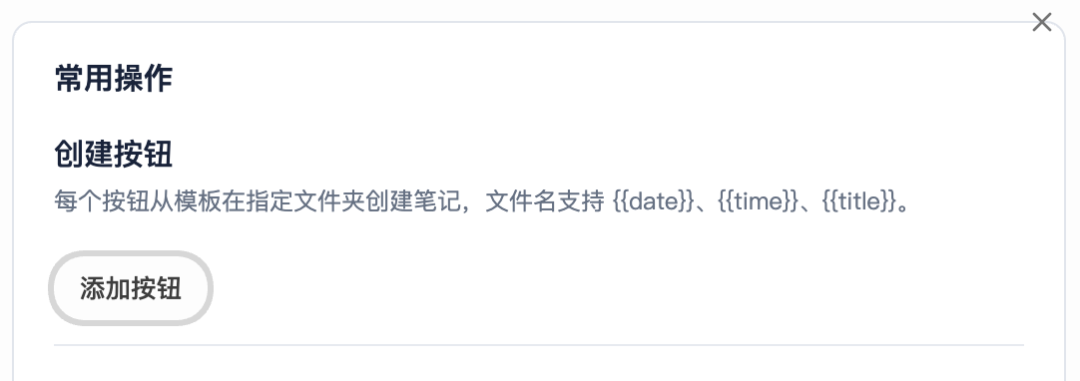 常用操作
创建按钮
每个按钮从模板在指定文件夹创建笔记，文件名支持 {{date}}、{{time}}、{{title}}。
添加按钮